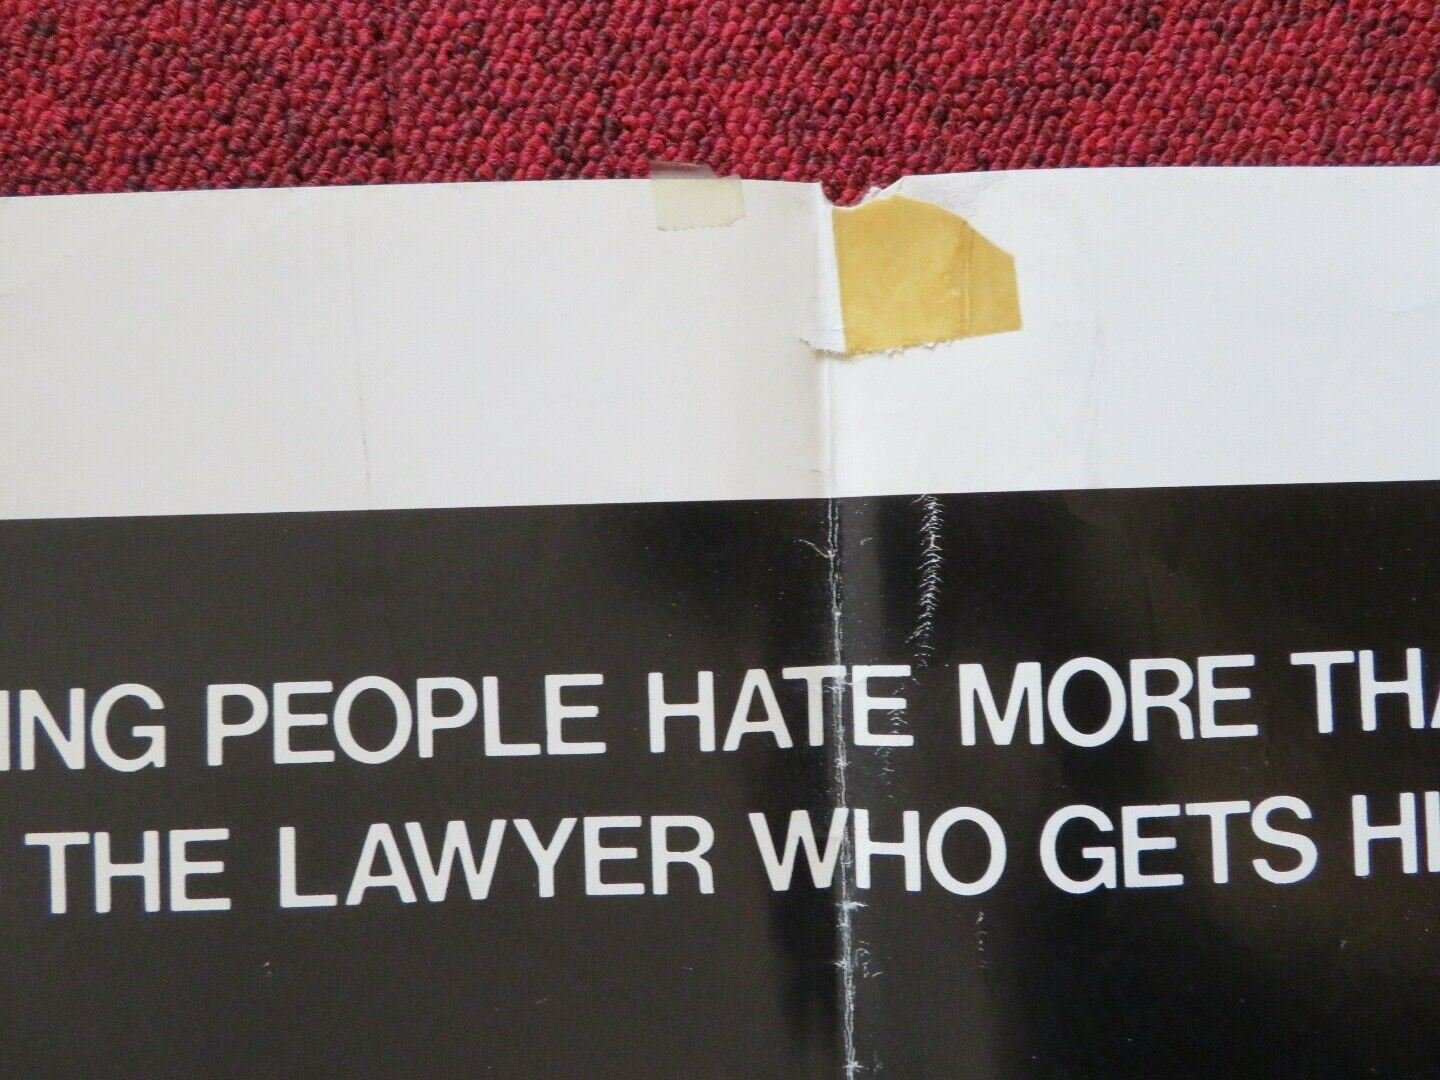 ING PEOPLE HATE MORE THA
THE LAWYER WHO GETS HI